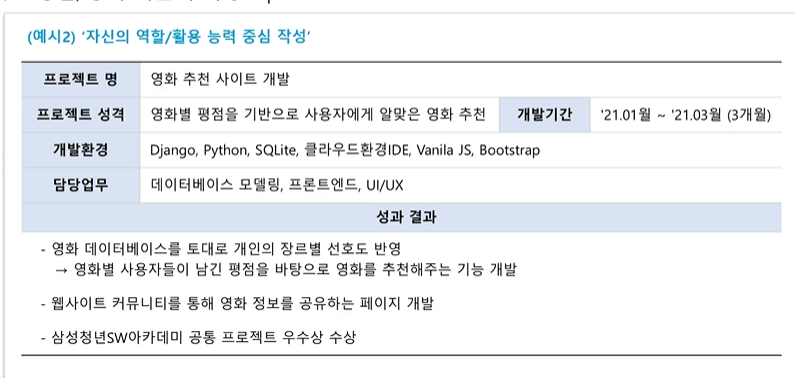 (예시2) ‘자신의 역할/활용 능력 중심 작성’
프로젝트 명 영화 추천 사이트 개발
프로젝트 성격 영화별 평점을 기반으로 사용자에게 알맞은 영화 추천 개발기간 '21.01월 ~ '21.03월 (3개월)
개발환경 Django, Python, SQLite, 클라우드환경IDE, Vanila JS, Bootstrap
담당업무 데이터베이스 모델링, 프론트엔드, UI/UX
성과 결과
- 영화 데이터베이스를 토대로 개인의 장르별 선호도 반영
→ 영화별 사용자들이 남긴 평점을 바탕으로 영화를 추천해주는 기능 개발
- 웹사이트 커뮤니티를 통해 영화 정보를 공유하는 페이지 개발
- 삼성청년SW아카데미 공통 프로젝트 우수상 수상